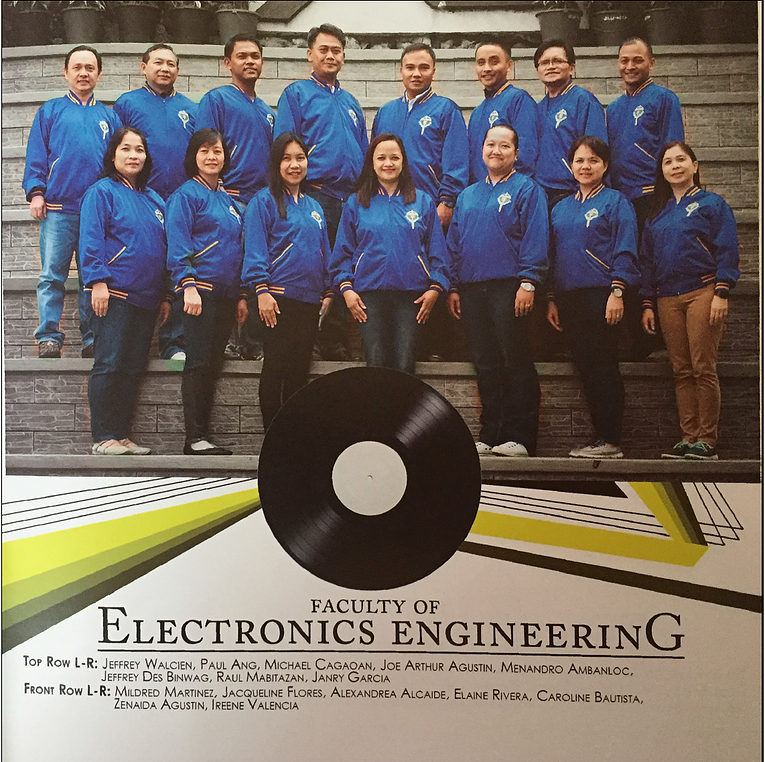 FACULTY OF
ELECTRONICS ENGINEERING
TOP ROW L-R: JEFFREY WALCIEN, PAUL ANG, MICHAEL CAGAOAN, JOE ARTHUR AGUSTIN, MENANDRO AMBANLOC,
JEFFREY DES BINWAG, RAUL MABITAZAN, JANRY GARCIA
FRONT ROW L-R: MILDRED MARTINEZ, JACQUELINE FLORES, ALEXANDREA ALCAIDE, ELAINE RIVERA, CAROLINE BAUTISTA,
ZENAIDA AGUSTIN, IREENE VALENCIA